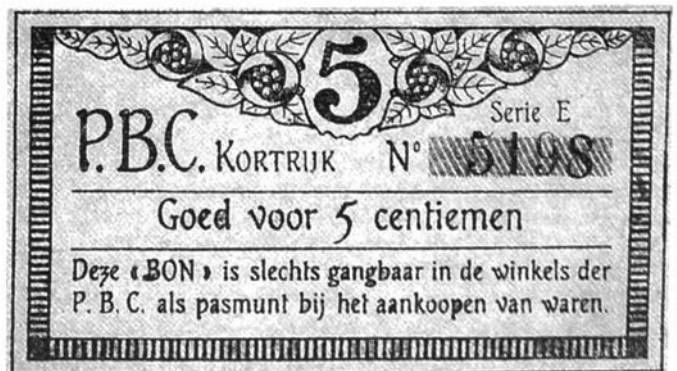 5
Serie E
P.B.C. KORTRIJK N° 5198
Goed voor 5 centiemen
Deze «BON» is slechts gangbaar in de winkels der
P. B. C. als pasmunt bij het aankoopen van waren.